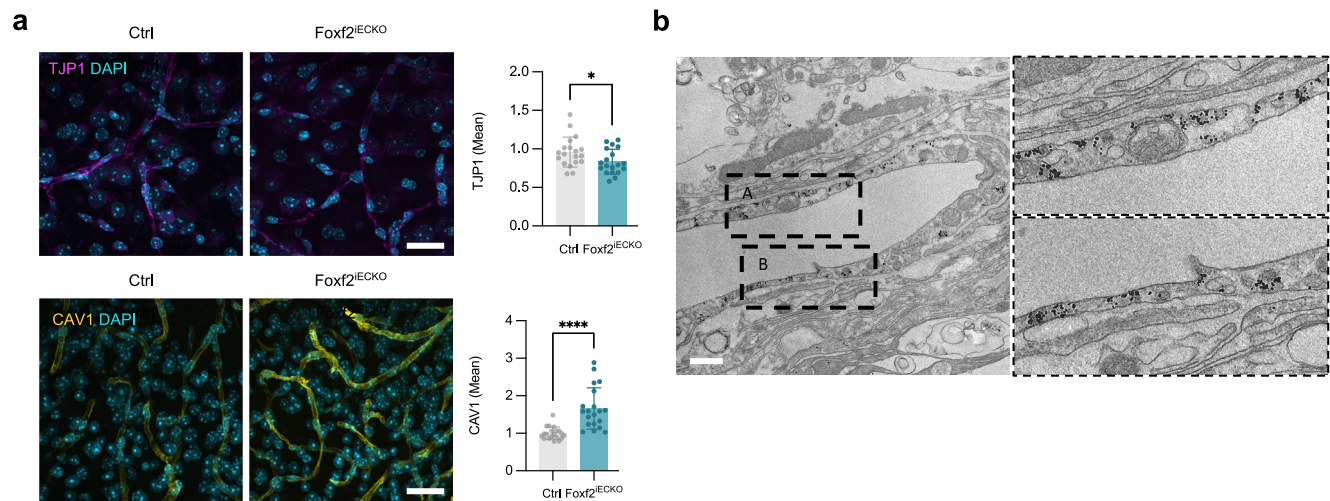 a
Ctrl
Foxf2iECKO
TJP1 DAPI
2.0
1.5
1.0
0.5
0.0
TJP1 (Mean)
*
Ctrl Foxf2iECKO
Ctrl
Foxf2iECKO
CAV1 DAPI
4
3
2
1
0
CAV1 (Mean)
****
Ctrl Foxf2iECKO
b
A
B